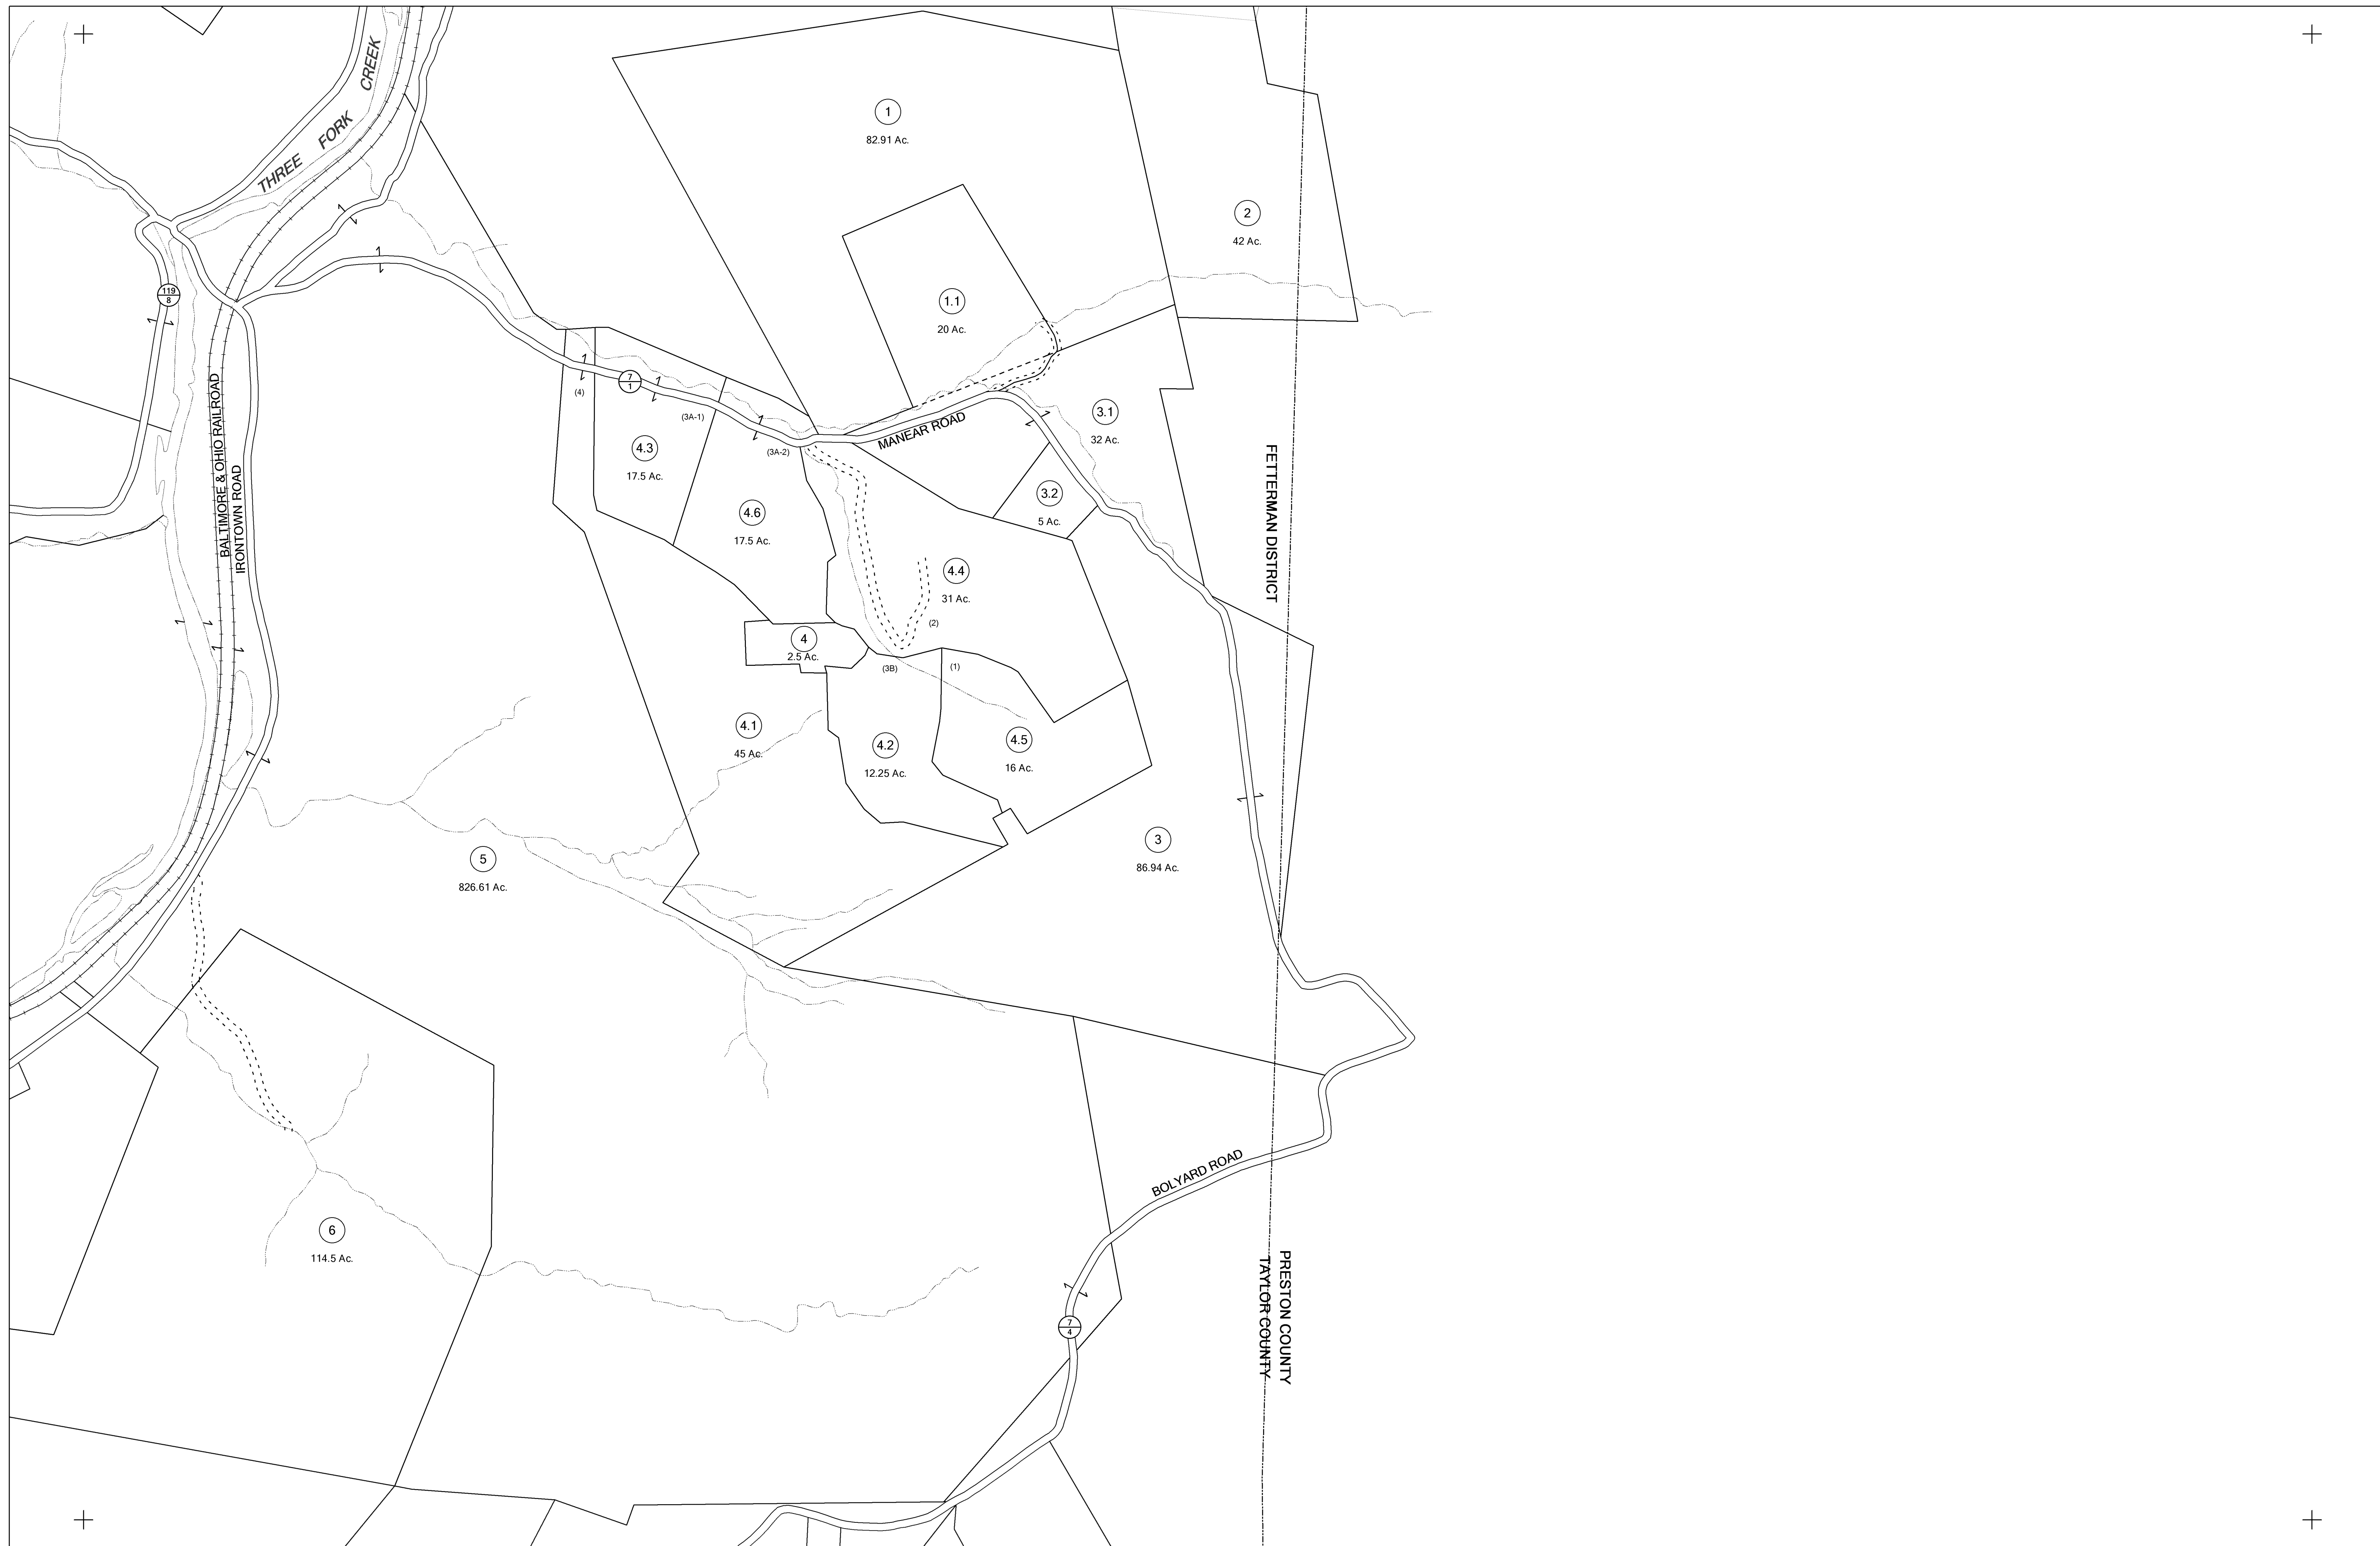 THREE FORK CREEK
1
82.91 Ac.
2
42 Ac.
119
8
1.1
20 Ac.
7
1
(4)
(3A-1)
(3A-2)
MANEAR ROAD
3.1
32 Ac.
4.3
17.5 Ac.
3.2
5 Ac.
4.6
17.5 Ac.
BALTIMORE & OHIO RAILROAD
IRONTOWN ROAD
FETTERMAN DISTRICT
4.4
31 Ac.
(2)
4
2.5 Ac.
(3B)
(1)
4.1
45 Ac.
4.2
12.25 Ac.
4.5
16 Ac.
3
86.94 Ac.
5
826.61 Ac.
BOLYARD ROAD
6
114.5 Ac.
PRESTON COUNTY
TAYLOR COUNTY
7
4